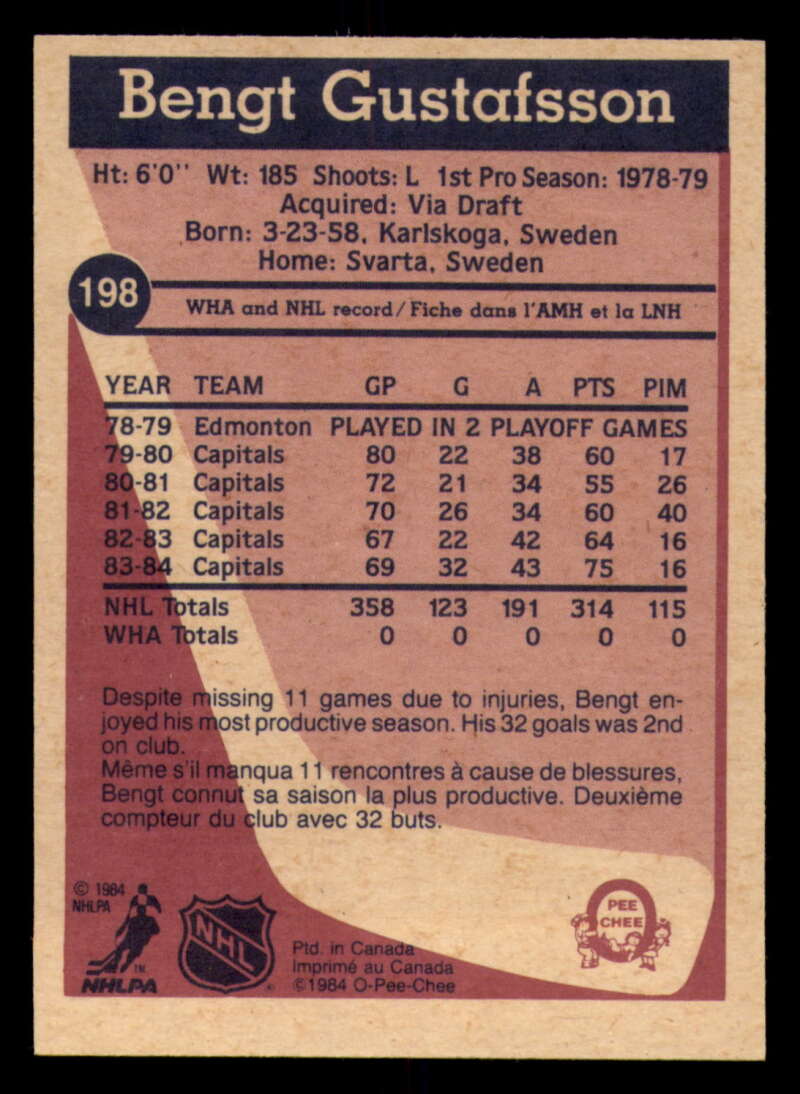 Bengt Gustafsson
Ht: 6'0'' Wt: 185 Shoots: L 1st Pro Season: 1978-79
Acquired: Via Draft
Born: 3-23-58, Karlskoga, Sweden
Home: Svarta, Sweden
198
WHA and NHL record/Fiche dans l'AMH et la LNH
YEAR TEAM GP G A PTS PIM
78-79 Edmonton PLAYED IN 2 PLAYOFF GAMES
79-80 Capitals 80 22 38 60 17
80-81 Capitals 72 21 34 55 26
81-82 Capitals 70 26 34 60 40
82-83 Capitals 67 22 42 64 16
83-84 Capitals 69 32 43 75 16
NHL Totals 358 123 191 314 115
WHA Totals 0 0 0 0 0
Despite missing 11 games due to injuries, Bengt en-
joyed his most productive season. His 32 goals was 2nd
on club.
Même s'il manqua 11 rencontres à cause de blessures,
Bengt connut sa saison la plus productive. Deuxième
compteur du club avec 32 buts.
© 1984
NHLPA
TM
NHLPA
NHL
Ptd. in Canada
Imprimé au Canada
©1984 O-Pee-Chee
O
PEE
CHEE